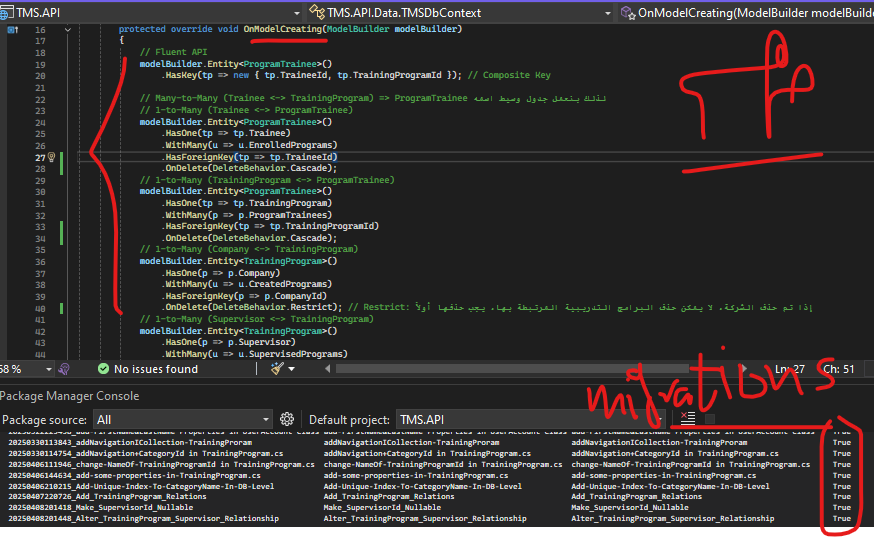 TMS.API
TMS.API.Data.TMSDbContext
OnModelCreating(ModelBuilder modelBuilde
16 protected override void OnModelCreating(ModelBuilder modelBuilder)
17 {
18 // Fluent API
19 modelBuilder.Entity<ProgramTrainee>()
20 .HasKey(tp => new { tp.TraineeId, tp.TrainingProgramId }); // Composite Key
21
22 // Many-to-Many (Trainee <-> TrainingProgram) => ProgramTrainee لذلك بنعمل جدول وسيط اسمه
23 // 1-to-Many (Trainee <-> ProgramTrainee)
24 modelBuilder.Entity<ProgramTrainee>()
25 .HasOne(tp => tp.Trainee)
26 .WithMany(u => u.EnrolledPrograms)
27 .HasForeignKey(tp => tp.TraineeId)
28 .OnDelete(DeleteBehavior.Cascade);
29 // 1-to-Many (TrainingProgram <-> ProgramTrainee)
30 modelBuilder.Entity<ProgramTrainee>()
31 .HasOne(tp => tp.TrainingProgram)
32 .WithMany(p => p.ProgramTrainees)
33 .HasForeignKey(tp => tp.TrainingProgramId)
34 .OnDelete(DeleteBehavior.Cascade);
35 // 1-to-Many (Company <-> TrainingProgram)
36 modelBuilder.Entity<TrainingProgram>()
37 .HasOne(p => p.Company)
38 .WithMany(u => u.CreatedPrograms)
39 .HasForeignKey(p => p.CompanyId)
40 .OnDelete(DeleteBehavior.Restrict); // Restrict: إذا تم حذف الشركة، لا يمكن حذف البرامج التدريبية المرتبطة بها، يجب حذفها أولاً
41 // 1-to-Many (Supervisor <-> TrainingProgram)
42 modelBuilder.Entity<TrainingProgram>()
43 .HasOne(p => p.Supervisor)
44 .WithMany(u => u.SupervisedPrograms)
68 % No issues found Ln: 27 Ch: 51
migrations
Package Manager Console
Package source: All Default project: TMS.API
20250330113843_addNavigationICollection-TrainingProram addNavigationICollection-TrainingProram addNavigationICollection-TrainingProram True
20250330114754_addNavigation+CategoryId in TrainingProgram.cs addNavigation+CategoryId in TrainingProgram.cs addNavigation+CategoryId in TrainingProgram.cs True
20250406111946_change-NameOf-TrainingProgramId in TrainingProgram.cs change-NameOf-TrainingProgramId in TrainingProgram.cs change-NameOf-TrainingProgramId in TrainingProgram.cs True
20250406144634_add-some-properties-in-TrainingProgram.cs add-some-properties-in-TrainingProgram.cs add-some-properties-in-TrainingProgram.cs True
20250406210215_Add-Unique-Index-To-CategoryName-In-DB-Level Add-Unique-Index-To-CategoryName-In-DB-Level Add-Unique-Index-To-CategoryName-In-DB-Level True
20250407220726_Add_TrainingProgram_Relations Add_TrainingProgram_Relations Add_TrainingProgram_Relations True
20250408201418_Make_SupervisorId_Nullable Make_SupervisorId_Nullable Make_SupervisorId_Nullable True
20250408201448_Alter_TrainingProgram_Supervisor_Relationship Alter_TrainingProgram_Supervisor_Relationship Alter_TrainingProgram_Supervisor_Relationship True